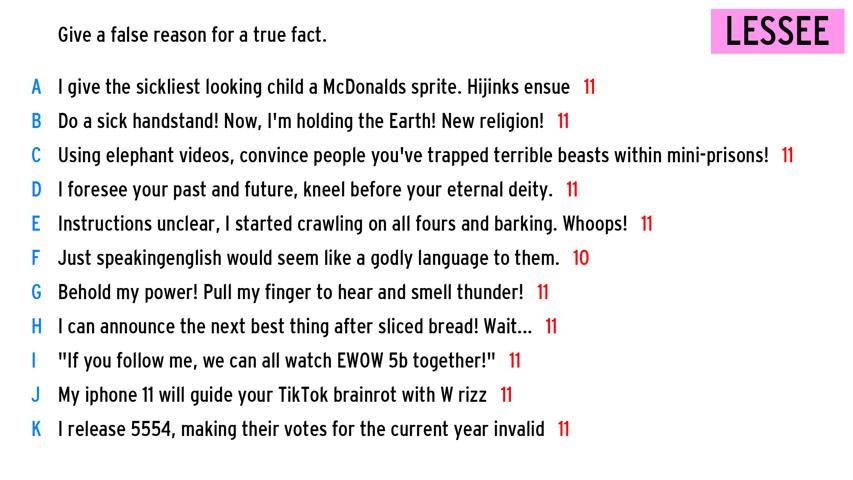 Give a false reason for a true fact.
LESSEE
A I give the sickliest looking child a McDonalds sprite. Hijinks ensue 11
B Do a sick handstand! Now, I'm holding the Earth! New religion! 11
C Using elephant videos, convince people you've trapped terrible beasts within mini-prisons! 11
D I foresee your past and future, kneel before your eternal deity. 11
E Instructions unclear, I started crawling on all fours and barking. Whoops! 11
F Just speakingenglish would seem like a godly language to them. 10
G Behold my power! Pull my finger to hear and smell thunder! 11
H I can announce the next best thing after sliced bread! Wait... 11
I "If you follow me, we can all watch EWOW 5b together!" 11
J My iphone 11 will guide your TikTok brainrot with W rizz 11
K I release 5554, making their votes for the current year invalid 11